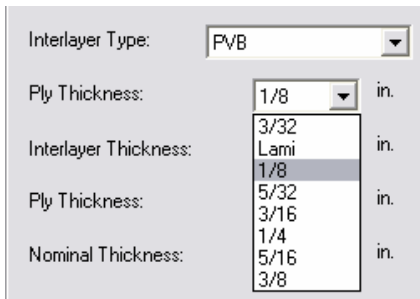 Interlayer Type: PVB
Ply Thickness: 1/8 in.
3/32
Interlayer Thickness: Lami in.
1/8
Ply Thickness: 5/32 in.
3/16
1/4
Nominal Thickness: 5/16 in.
3/8